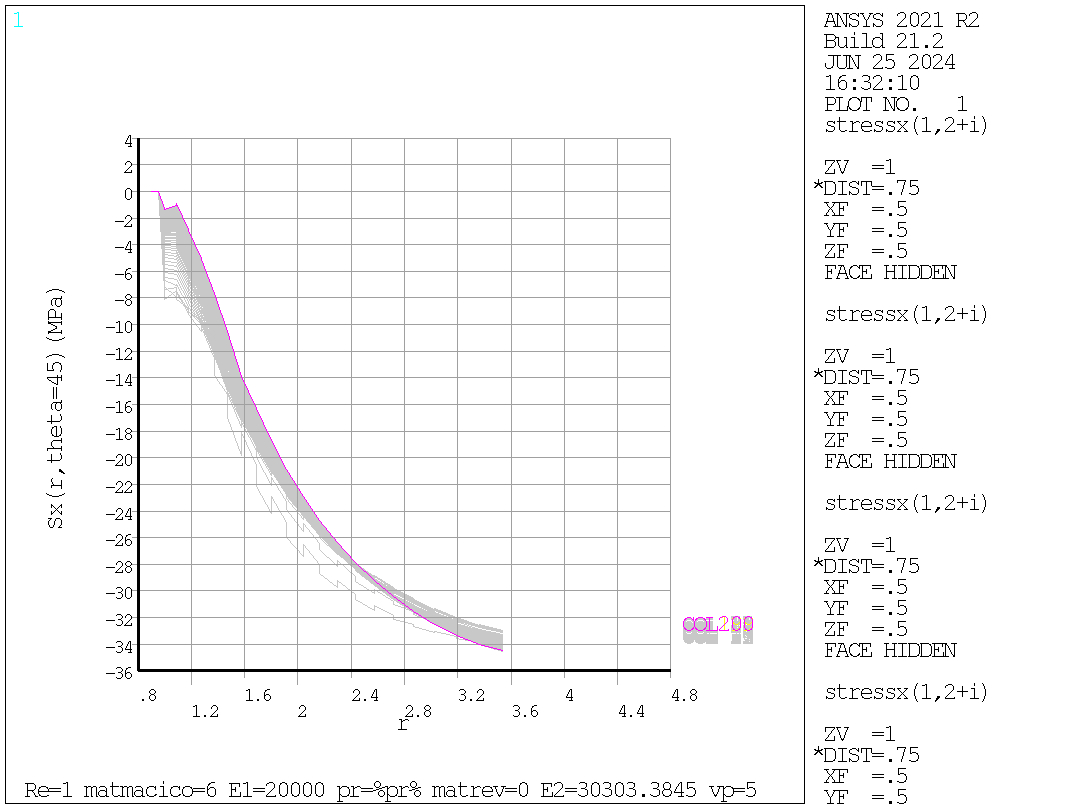 1
ANSYS 2021 R2
Build 21.2
JUN 25 2024
16:32:10
PLOT NO.   1
stressx(1,2+i)
ZV  =1
*DIST=.75
XF  =.5
YF  =.5
ZF  =.5
FACE HIDDEN
stressx(1,2+i)
ZV  =1
*DIST=.75
XF  =.5
YF  =.5
ZF  =.5
FACE HIDDEN
stressx(1,2+i)
ZV  =1
*DIST=.75
XF  =.5
YF  =.5
ZF  =.5
FACE HIDDEN
stressx(1,2+i)
ZV  =1
*DIST=.75
XF  =.5
YF  =.5
4
2
0
-2
-4
-6
-8
-10
-12
-14
-16
-18
-20
-22
-24
-26
-28
-30
-32
-34
-36
Sx(r,theta=45)(MPa)
.8 1.6 2.4 3.2 4 4.8
1.2 2 2.8 3.6 4.4
r
Re=1 matmacico=6 E1=20000 pr=%pr% matrev=0 E2=30303.3845 vp=5